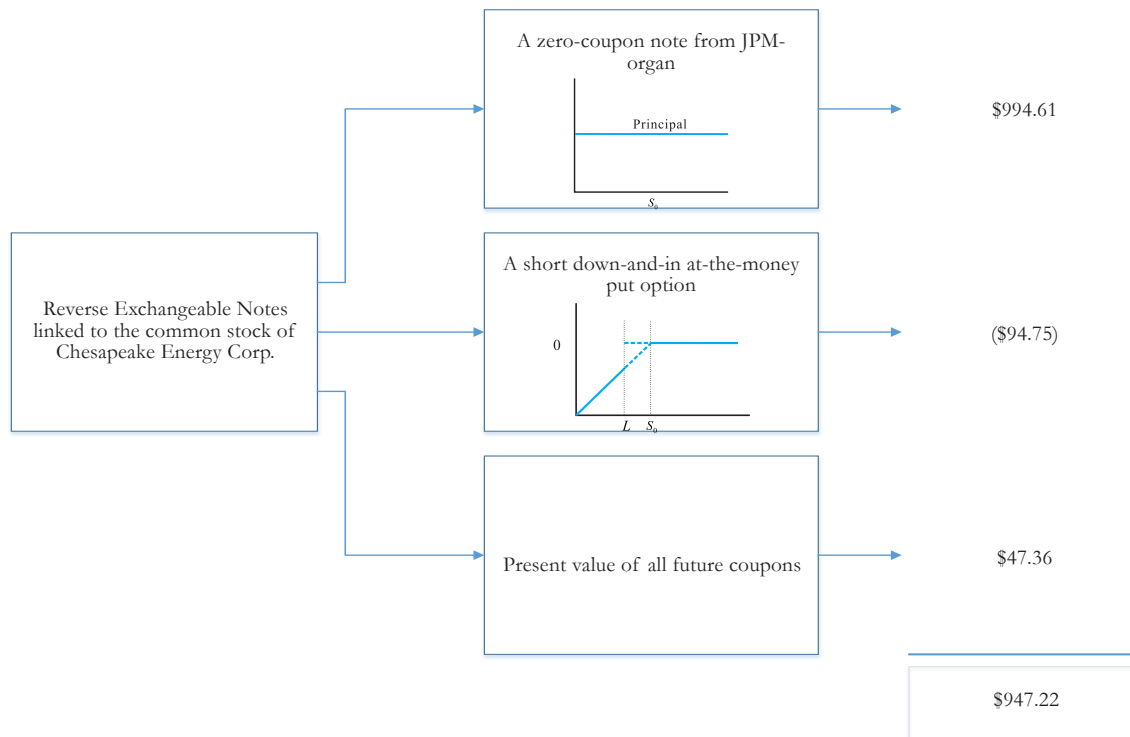 A zero-coupon note from JPM-
organ
Principal
S₀
$994.61
Reverse Exchangeable Notes
linked to the common stock of
Chesapeake Energy Corp.
A short down-and-in at-the-money
put option
0
L S₀
($94.75)
Present value of all future coupons
$47.36
$947.22